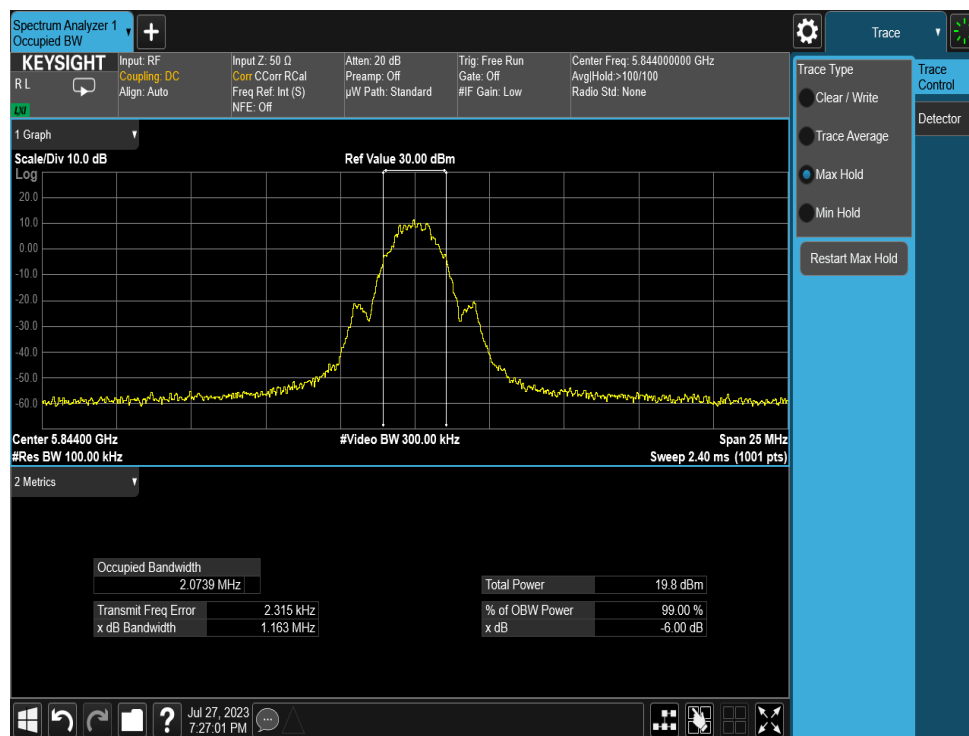 Spectrum Analyzer 1
Occupied BW
Trace
KEYSIGHT
R L
LXI
Input: RF
Coupling: DC
Align: Auto
Input Z: 50 Ω
Corr CCorr RCal
Freq Ref: Int (S)
NFE: Off
Atten: 20 dB
Preamp: Off
µW Path: Standard
Trig: Free Run
Gate: Off
#IF Gain: Low
Center Freq: 5.844000000 GHz
Avg|Hold:>100/100
Radio Std: None
Trace Type
Clear / Write
Trace Average
Max Hold
Min Hold
Restart Max Hold
Trace
Control
Detector
1 Graph
Scale/Div 10.0 dB
Ref Value 30.00 dBm
Log
20.0
10.0
0.00
-10.0
-20.0
-30.0
-40.0
-50.0
-60.0
Center 5.84400 GHz
#Video BW 300.00 kHz
Span 25 MHz
#Res BW 100.00 kHz
Sweep 2.40 ms (1001 pts)
2 Metrics
Occupied Bandwidth
2.0739 MHz
Total Power 19.8 dBm
Transmit Freq Error 2.315 kHz
% of OBW Power 99.00 %
x dB Bandwidth 1.163 MHz
x dB -6.00 dB
?
Jul 27, 2023
7:27:01 PM